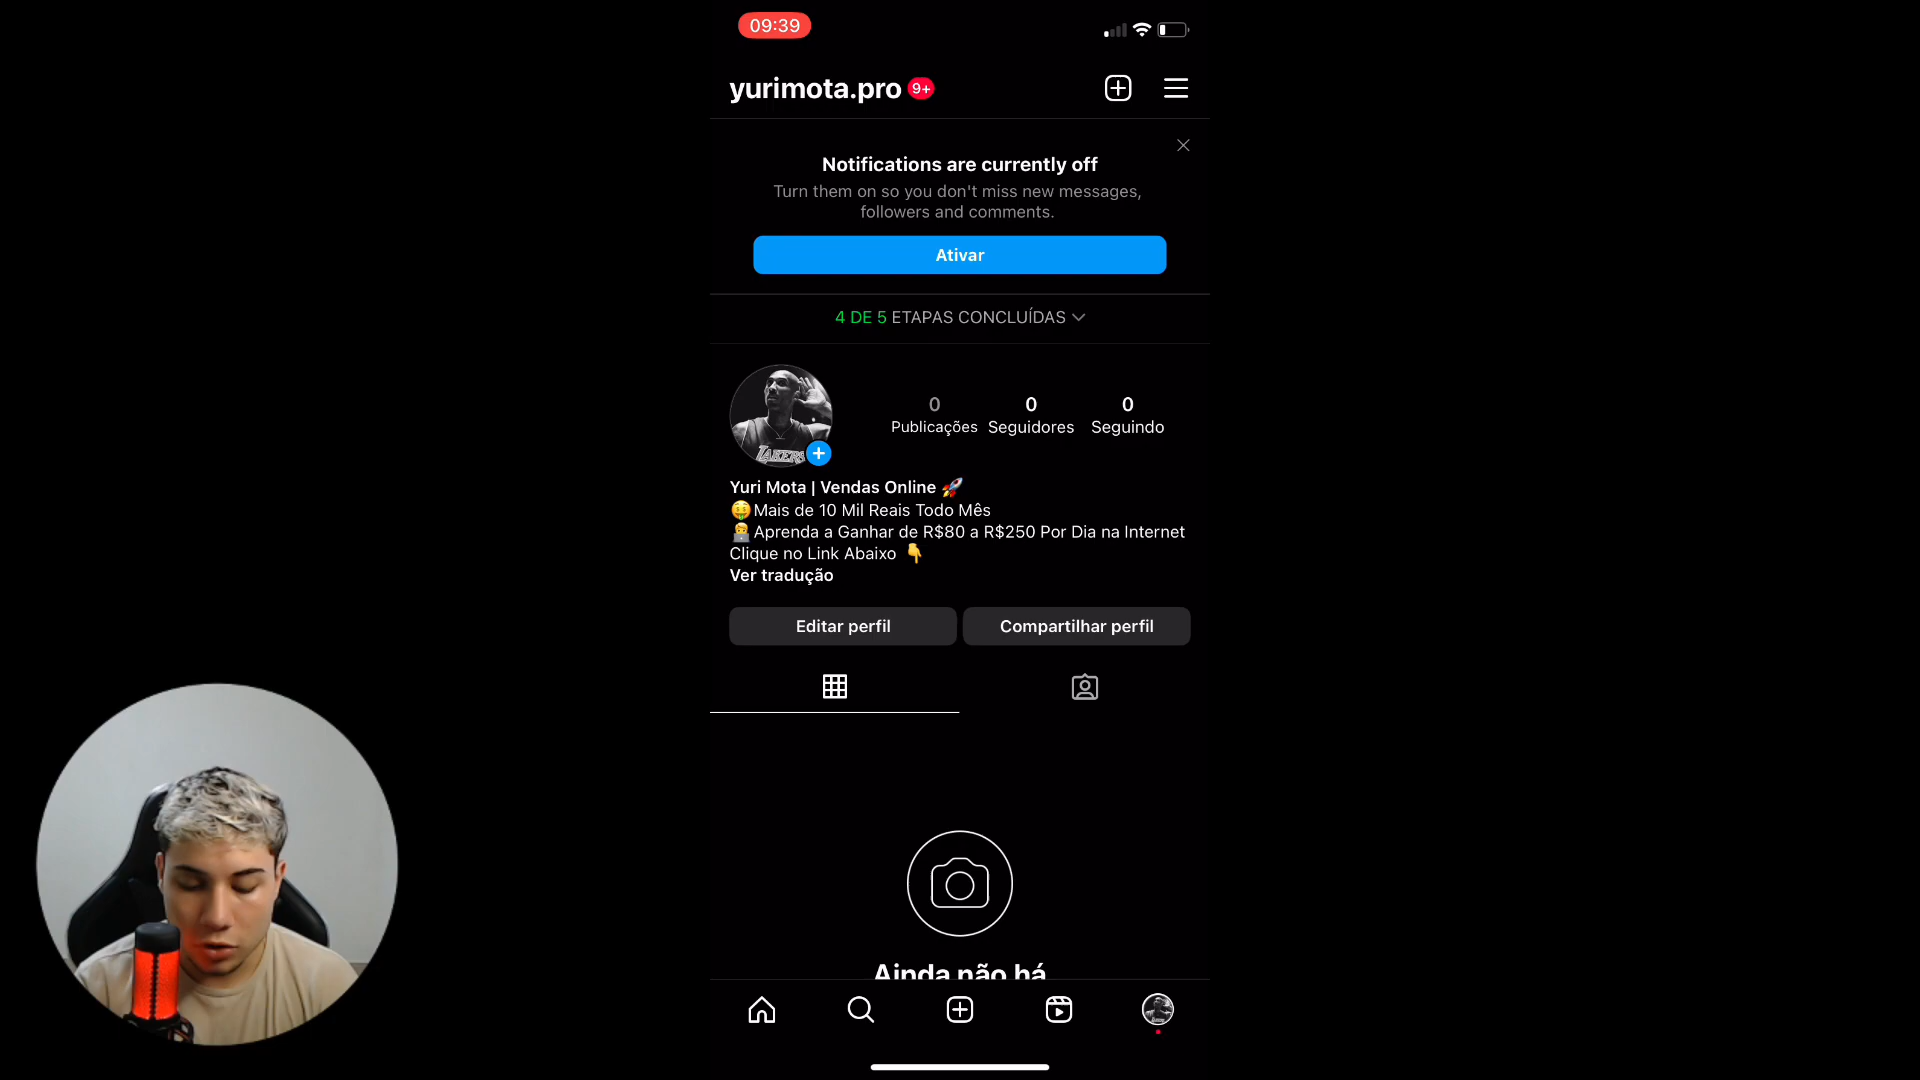 09:39
yurimota.pro 9+
Notifications are currently off
Turn them on so you don't miss new messages,
followers and comments.
Ativar
4 DE 5 ETAPAS CONCLUÍDAS
0 0 0
Publicações Seguidores Seguindo
LAKERS
Yuri Mota | Vendas Online 🚀
🤑Mais de 10 Mil Reais Todo Mês
👨‍💻Aprenda a Ganhar de R$80 a R$250 Por Dia na Internet
Clique no Link Abaixo 👇
Ver tradução
Editar perfil Compartilhar perfil
Ainda não há